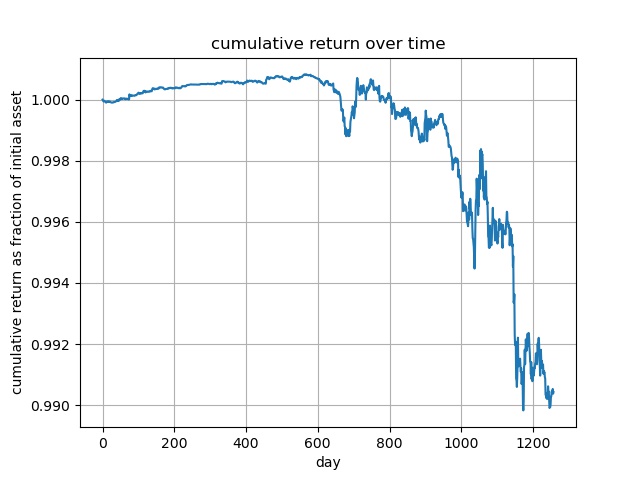 cumulative return over time
cumulative return as fraction of initial asset
1.000
0.998
0.996
0.994
0.992
0.990
0 200 400 600 800 1000 1200
day